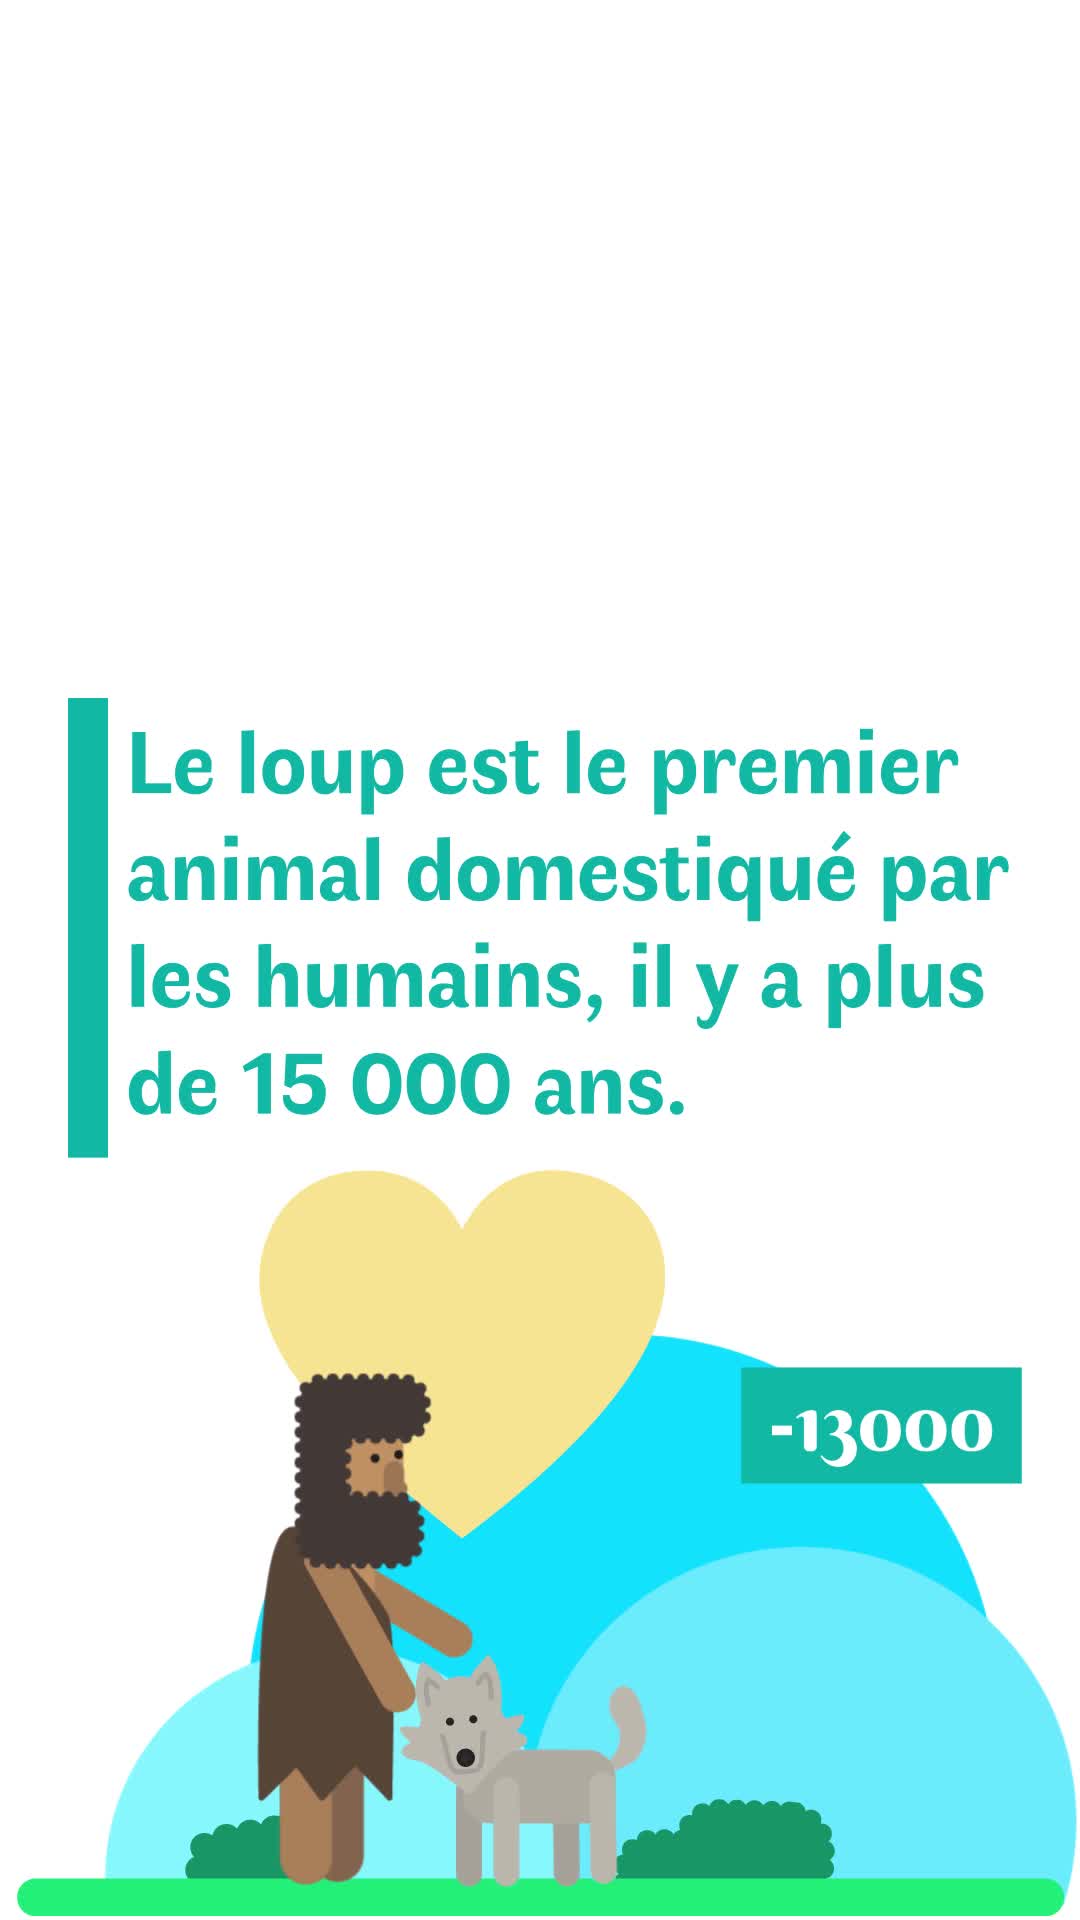 Le loup est le premier
animal domestiqué par
les humains, il y a plus
de 15 000 ans.
-13000